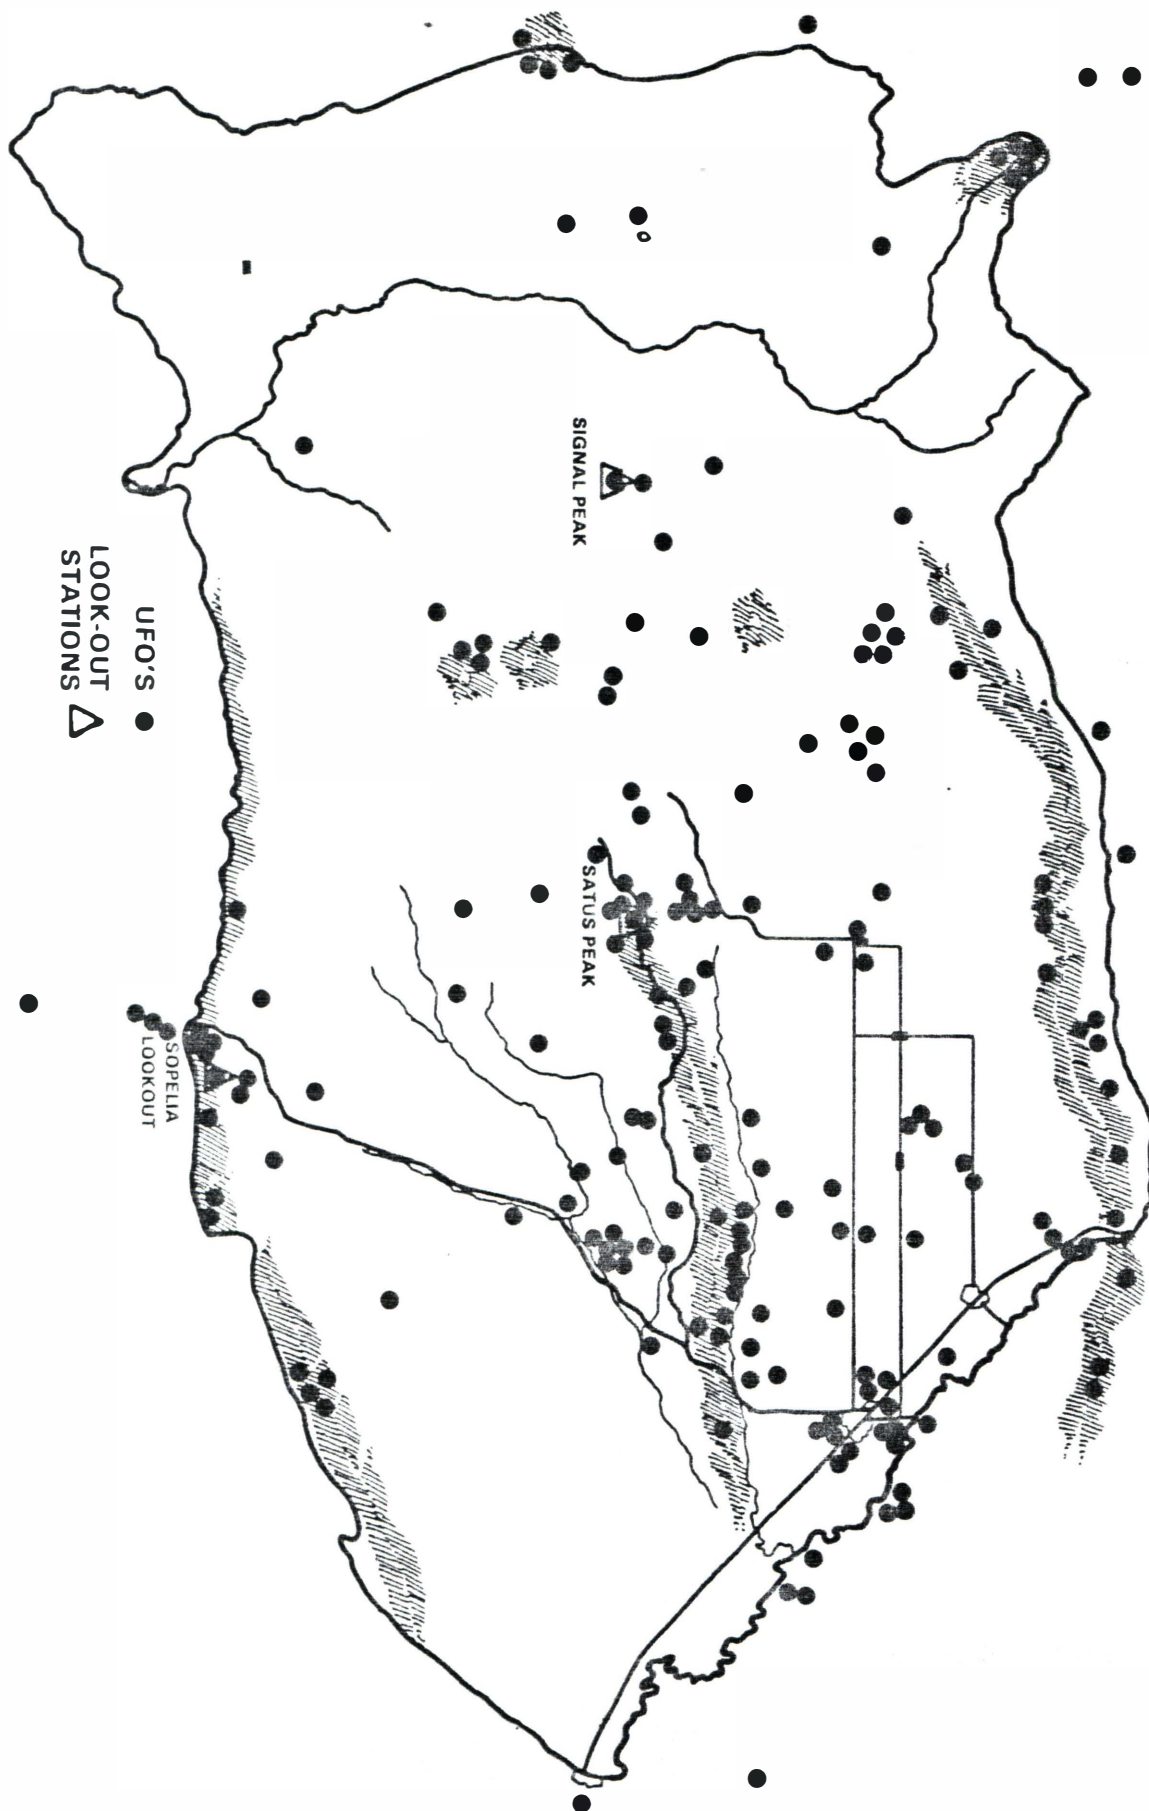 SIGNAL PEAK
SATUS PEAK
SOPELIA
LOOKOUT
UFO'S
LOOK-OUT
STATIONS